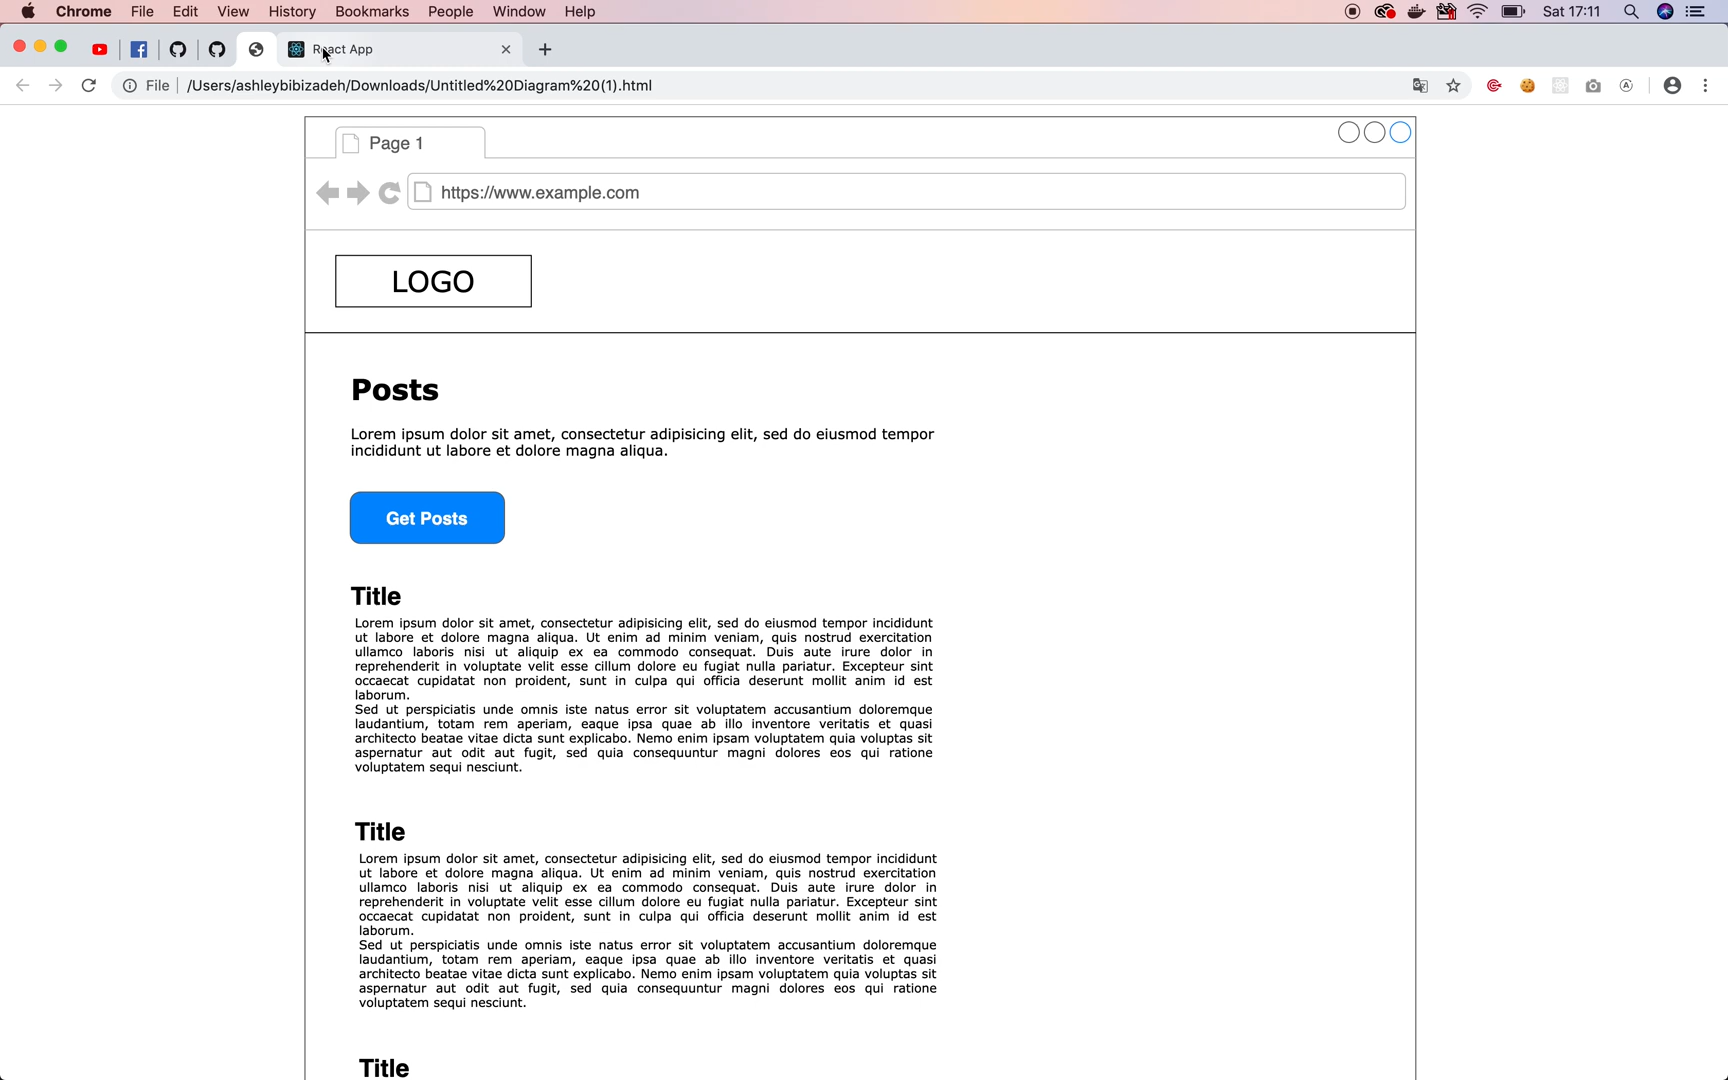 Chrome File Edit View History Bookmarks People Window Help Sat 17:11
React App
File /Users/ashleybibizadeh/Downloads/Untitled%20Diagram%20(1).html
Page 1
https://www.example.com
LOGO
Posts
Lorem ipsum dolor sit amet, consectetur adipisicing elit, sed do eiusmod tempor
incididunt ut labore et dolore magna aliqua.
Get Posts
Title
Lorem ipsum dolor sit amet, consectetur adipisicing elit, sed do eiusmod tempor incididunt
ut labore et dolore magna aliqua. Ut enim ad minim veniam, quis nostrud exercitation
ullamco laboris nisi ut aliquip ex ea commodo consequat. Duis aute irure dolor in
reprehenderit in voluptate velit esse cillum dolore eu fugiat nulla pariatur. Excepteur sint
occaecat cupidatat non proident, sunt in culpa qui officia deserunt mollit anim id est
laborum.
Sed ut perspiciatis unde omnis iste natus error sit voluptatem accusantium doloremque
laudantium, totam rem aperiam, eaque ipsa quae ab illo inventore veritatis et quasi
architecto beatae vitae dicta sunt explicabo. Nemo enim ipsam voluptatem quia voluptas sit
aspernatur aut odit aut fugit, sed quia consequuntur magni dolores eos qui ratione
voluptatem sequi nesciunt.
Title
Lorem ipsum dolor sit amet, consectetur adipisicing elit, sed do eiusmod tempor incididunt
ut labore et dolore magna aliqua. Ut enim ad minim veniam, quis nostrud exercitation
ullamco laboris nisi ut aliquip ex ea commodo consequat. Duis aute irure dolor in
reprehenderit in voluptate velit esse cillum dolore eu fugiat nulla pariatur. Excepteur sint
occaecat cupidatat non proident, sunt in culpa qui officia deserunt mollit anim id est
laborum.
Sed ut perspiciatis unde omnis iste natus error sit voluptatem accusantium doloremque
laudantium, totam rem aperiam, eaque ipsa quae ab illo inventore veritatis et quasi
architecto beatae vitae dicta sunt explicabo. Nemo enim ipsam voluptatem quia voluptas sit
aspernatur aut odit aut fugit, sed quia consequuntur magni dolores eos qui ratione
voluptatem sequi nesciunt.
Title